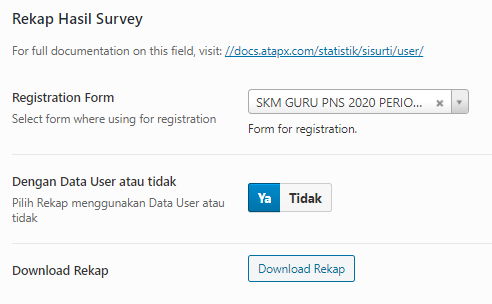 Rekap Hasil Survey
For full documentation on this field, visit: //docs.atapx.com/statistik/sisurti/user/
Registration Form
Select form where using for registration
SKM GURU PNS 2020 PERIO...
Form for registration.
Dengan Data User atau tidak
Pilih Rekap menggunakan Data User atau
tidak
Ya Tidak
Download Rekap
Download Rekap